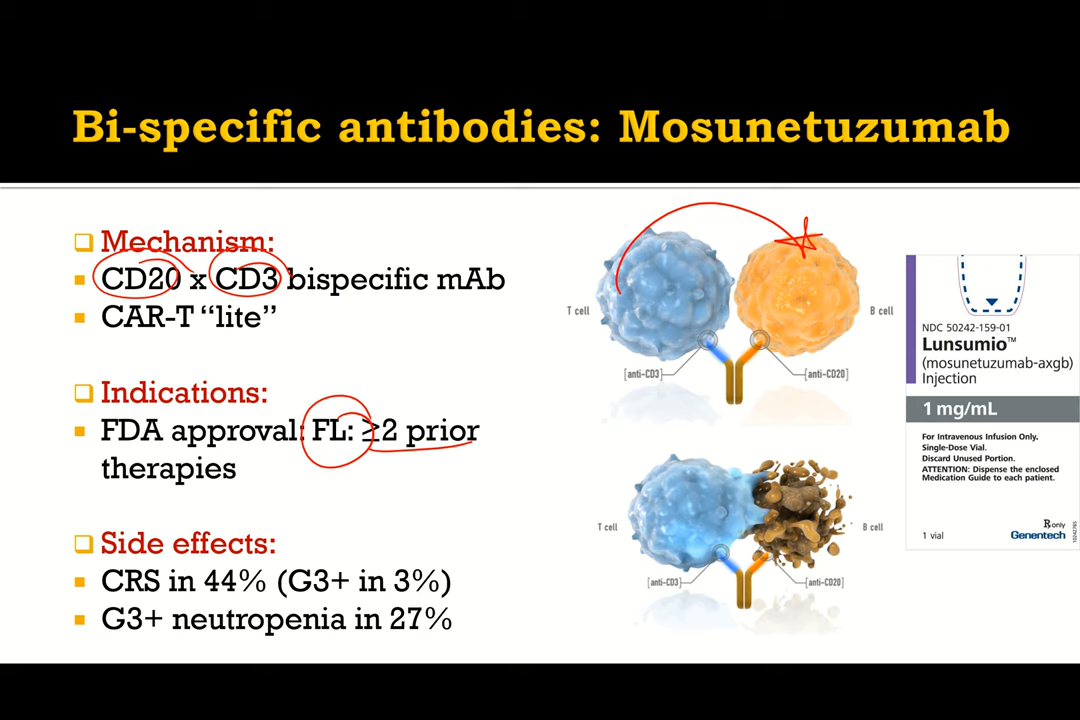 Bi-specific antibodies: Mosunetuzumab
Mechanism:
CD20 x CD3 bispecific mAb
CAR-T “lite”
Indications:
FDA approval: FL: ≥2 prior
therapies
Side effects:
CRS in 44% (G3+ in 3%)
G3+ neutropenia in 27%
T cell
B cell
[anti-CD3]
[anti-CD20]
T cell
B cell
[anti-CD3]
[anti-CD20]
NDC 50242-159-01
Lunsumio™
(mosunetuzumab-axgb)
Injection
1 mg/mL
For Intravenous Infusion Only.
Single-Dose Vial.
Discard Unused Portion.
ATTENTION: Dispense the enclosed
Medication Guide to each patient.
℞ only
1 vial
Genentech
10242765